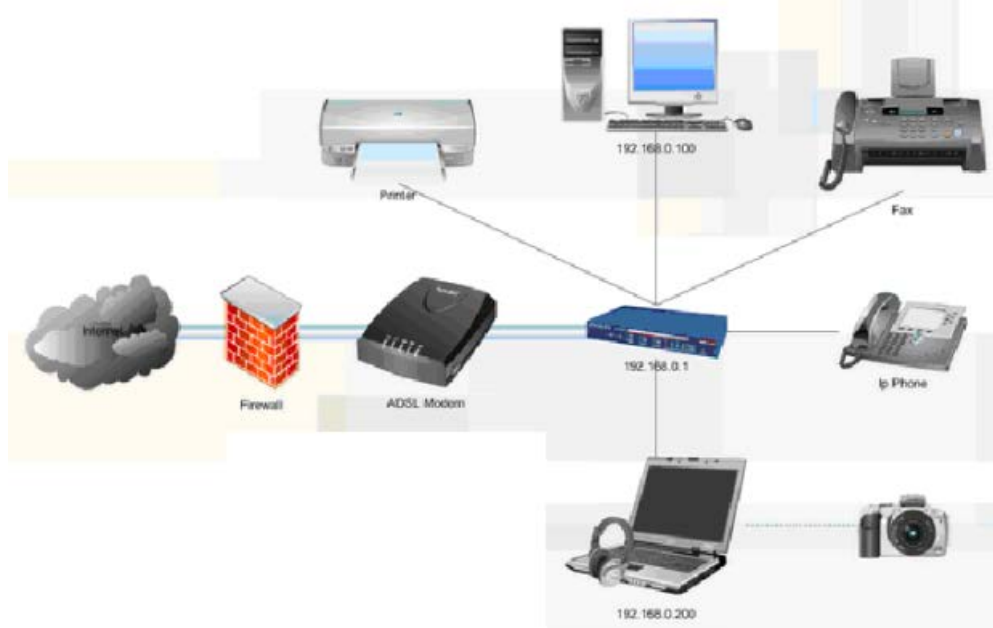 192.168.0.100
Printer
Fax
Internet
192.168.0.1
Ip Phone
Firewall
ADSL Modem
192.168.0.200